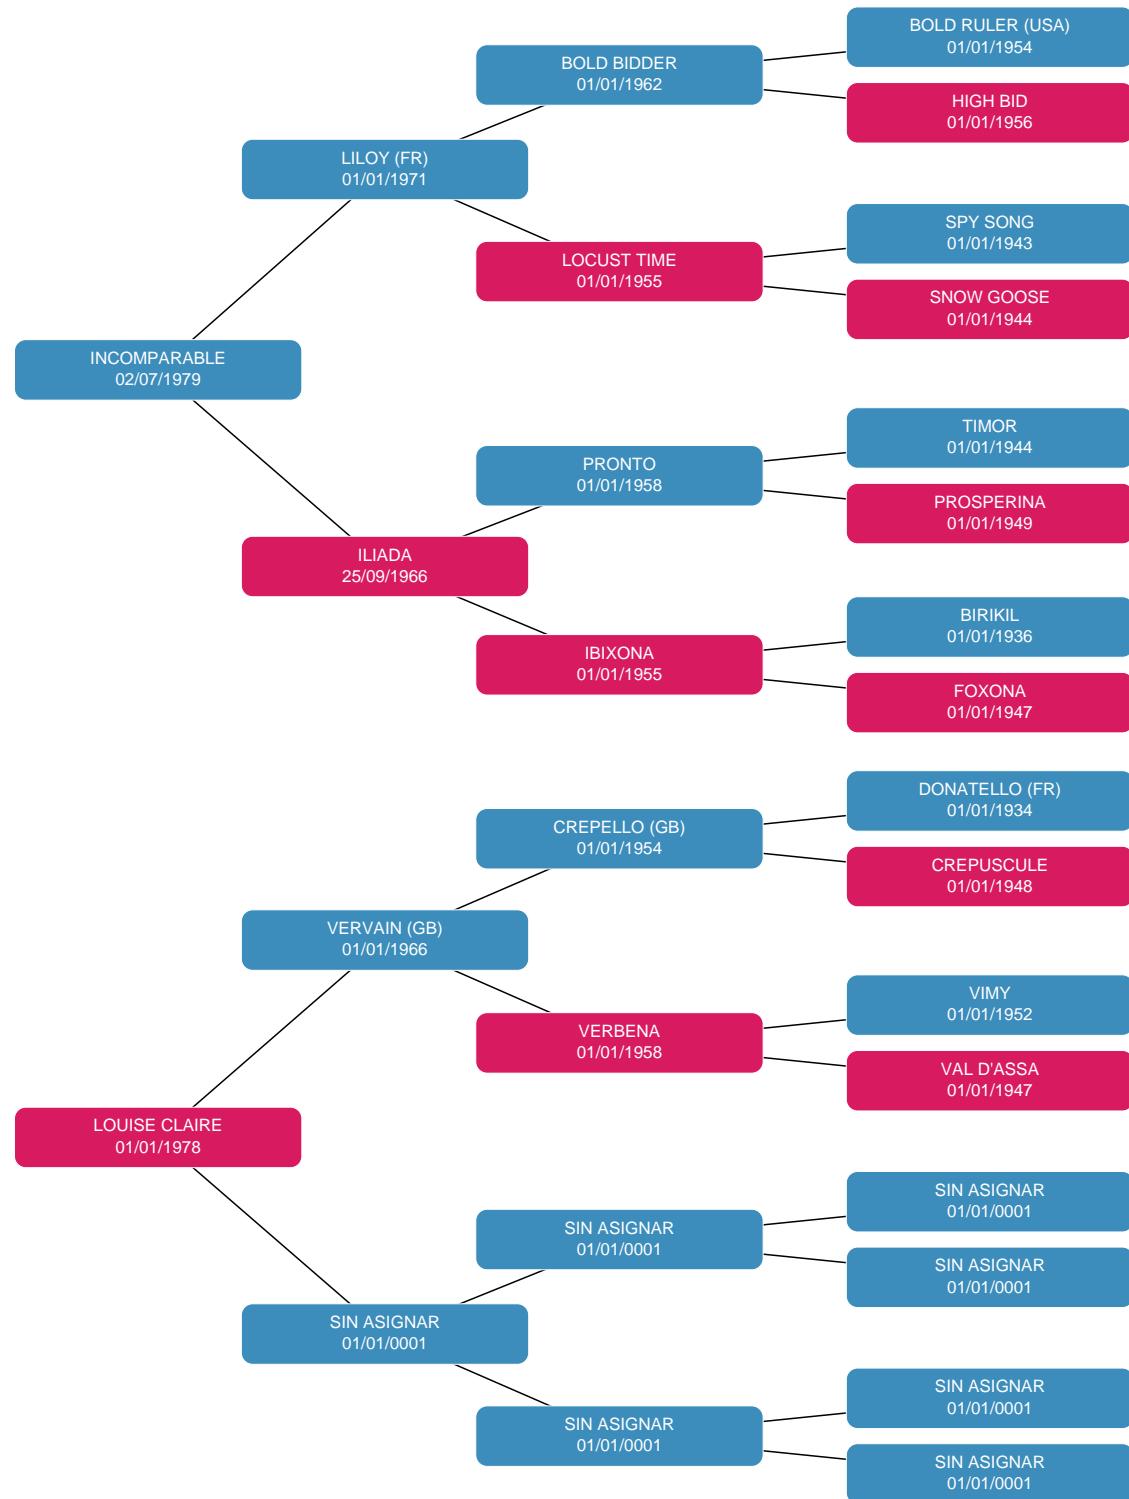 BOLD RULER (USA)
01/01/1954
BOLD BIDDER
01/01/1962
HIGH BID
01/01/1956
LILOY (FR)
01/01/1971
SPY SONG
01/01/1943
LOCUST TIME
01/01/1955
SNOW GOOSE
01/01/1944
INCOMPARABLE
02/07/1979
TIMOR
01/01/1944
PRONTO
01/01/1958
PROSPERINA
01/01/1949
ILIADA
25/09/1966
BIRIKIL
01/01/1936
IBIXONA
01/01/1955
FOXONA
01/01/1947
DONATELLO (FR)
01/01/1934
CREPELLO (GB)
01/01/1954
CREPUSCULE
01/01/1948
VERVAIN (GB)
01/01/1966
VIMY
01/01/1952
VERBENA
01/01/1958
VAL D'ASSA
01/01/1947
LOUISE CLAIRE
01/01/1978
SIN ASIGNAR
01/01/0001
SIN ASIGNAR
01/01/0001
SIN ASIGNAR
01/01/0001
SIN ASIGNAR
01/01/0001
SIN ASIGNAR
01/01/0001
SIN ASIGNAR
01/01/0001
SIN ASIGNAR
01/01/0001